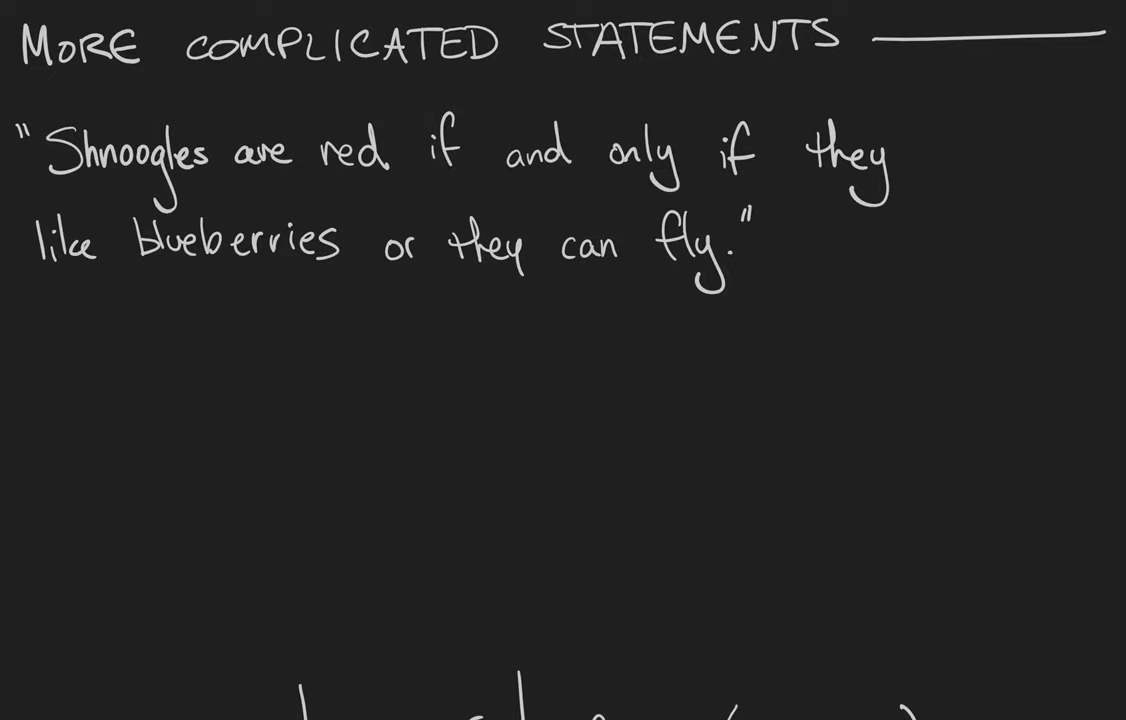 MORE COMPLICATED STATEMENTS
"Shnoogles are red if and only if they
like blueberries or they can fly."